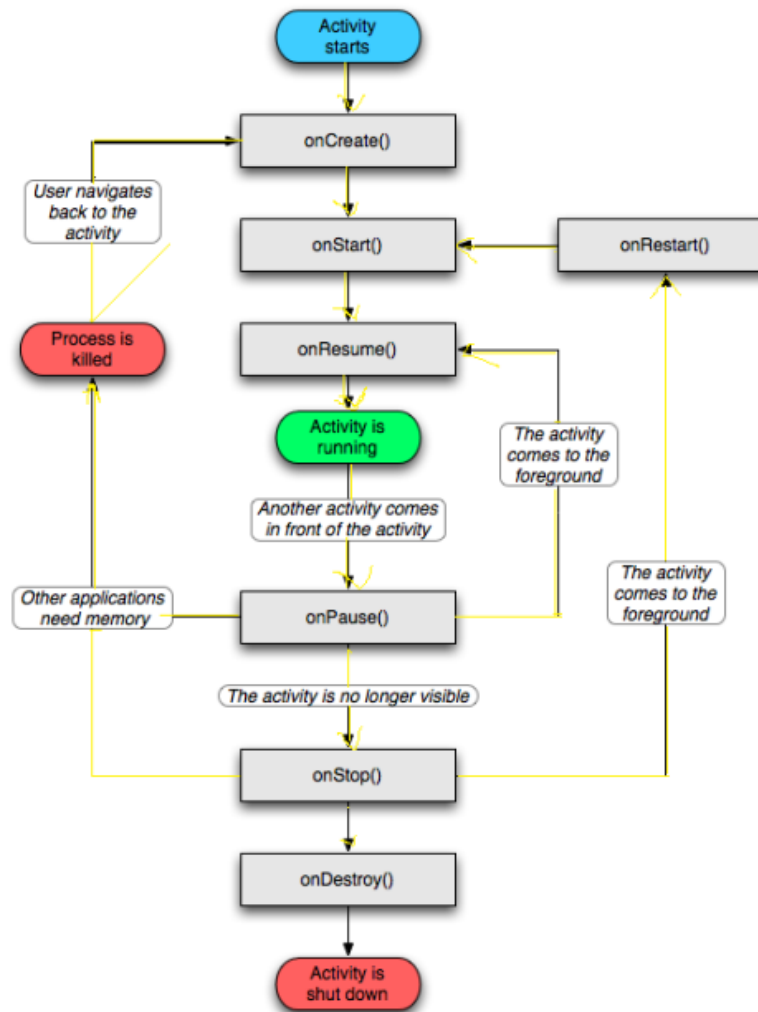 Activity
starts
onCreate()
User navigates
back to the
activity
onStart()
onRestart()
Process is
killed
onResume()
Activity is
running
The activity
comes to the
foreground
Another activity comes
in front of the activity
Other applications
need memory
onPause()
The activity
comes to the
foreground
The activity is no longer visible
onStop()
onDestroy()
Activity is
shut down